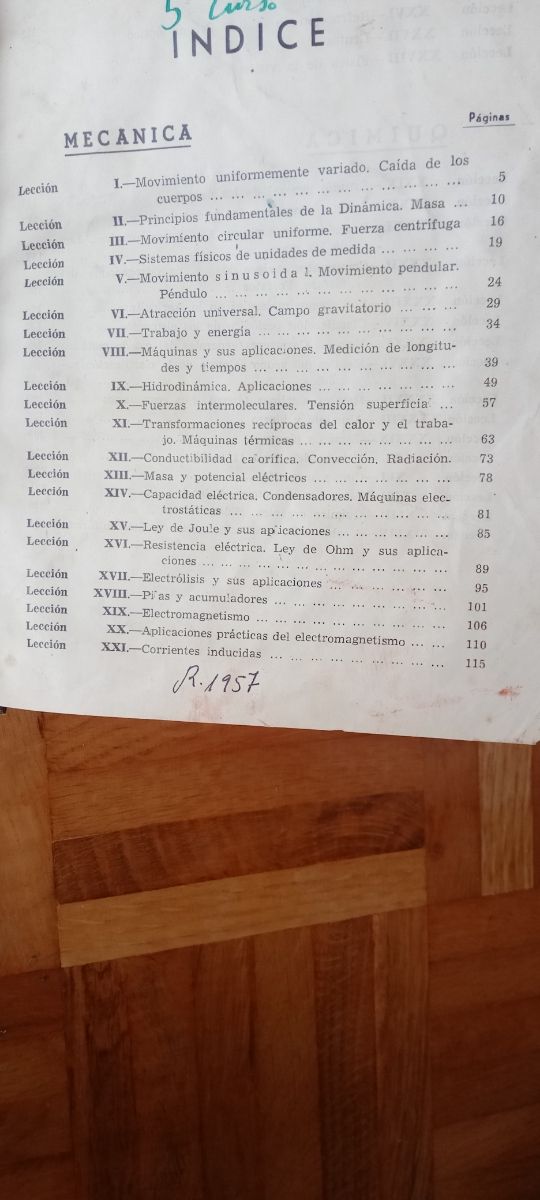 5 Curso
INDICE
Páginas
MECANICA
Lección I.—Movimiento uniformemente variado. Caída de los
cuerpos ... ... ... ... ... ... ... ... ... ... ... ... 5
Lección II.—Principios fundamentales de la Dinámica. Masa ... 10
Lección III.—Movimiento circular uniforme. Fuerza centrífuga 16
Lección IV.—Sistemas físicos de unidades de medida ... ... ... ... 19
Lección V.—Movimiento sinusoidal. Movimiento pendular.
Péndulo ... ... ... ... ... ... ... ... ... ... ... ... 24
Lección VI.—Atracción universal. Campo gravitatorio ... ... ... 29
Lección VII.—Trabajo y energía ... ... ... ... ... ... ... ... ... ... 34
Lección VIII.—Máquinas y sus aplicaciones. Medición de longitu-
des y tiempos ... ... ... ... ... ... ... ... ... ... 39
Lección IX.—Hidrodinámica. Aplicaciones ... ... ... ... ... ... ... 49
Lección X.—Fuerzas intermoleculares. Tensión superficial ... 57
Lección XI.—Transformaciones recíprocas del calor y el traba-
jo. Máquinas térmicas ... ... ... ... ... ... ... ... 63
Lección XII.—Conductibilidad calorífica. Convección. Radiación. 73
Lección XIII.—Masa y potencial eléctricos ... ... ... ... ... ... ... 78
Lección XIV.—Capacidad eléctrica. Condensadores. Máquinas elec-
trostáticas ... ... ... ... ... ... ... ... ... ... ... 81
Lección XV.—Ley de Joule y sus aplicaciones ... ... ... ... ... ... 85
Lección XVI.—Resistencia eléctrica. Ley de Ohm y sus aplica-
ciones ... ... ... ... ... ... ... ... ... ... ... ... 89
Lección XVII.—Electrólisis y sus aplicaciones ... ... ... ... ... ... 95
Lección XVIII.—Pilas y acumuladores ... ... ... ... ... ... ... ... ... 101
Lección XIX.—Electromagnetismo ... ... ... ... ... ... ... ... ... ... 106
Lección XX.—Aplicaciones prácticas del electromagnetismo ... ... 110
Lección XXI.—Corrientes inducidas ... ... ... ... ... ... ... ... ... 115
R. 1957